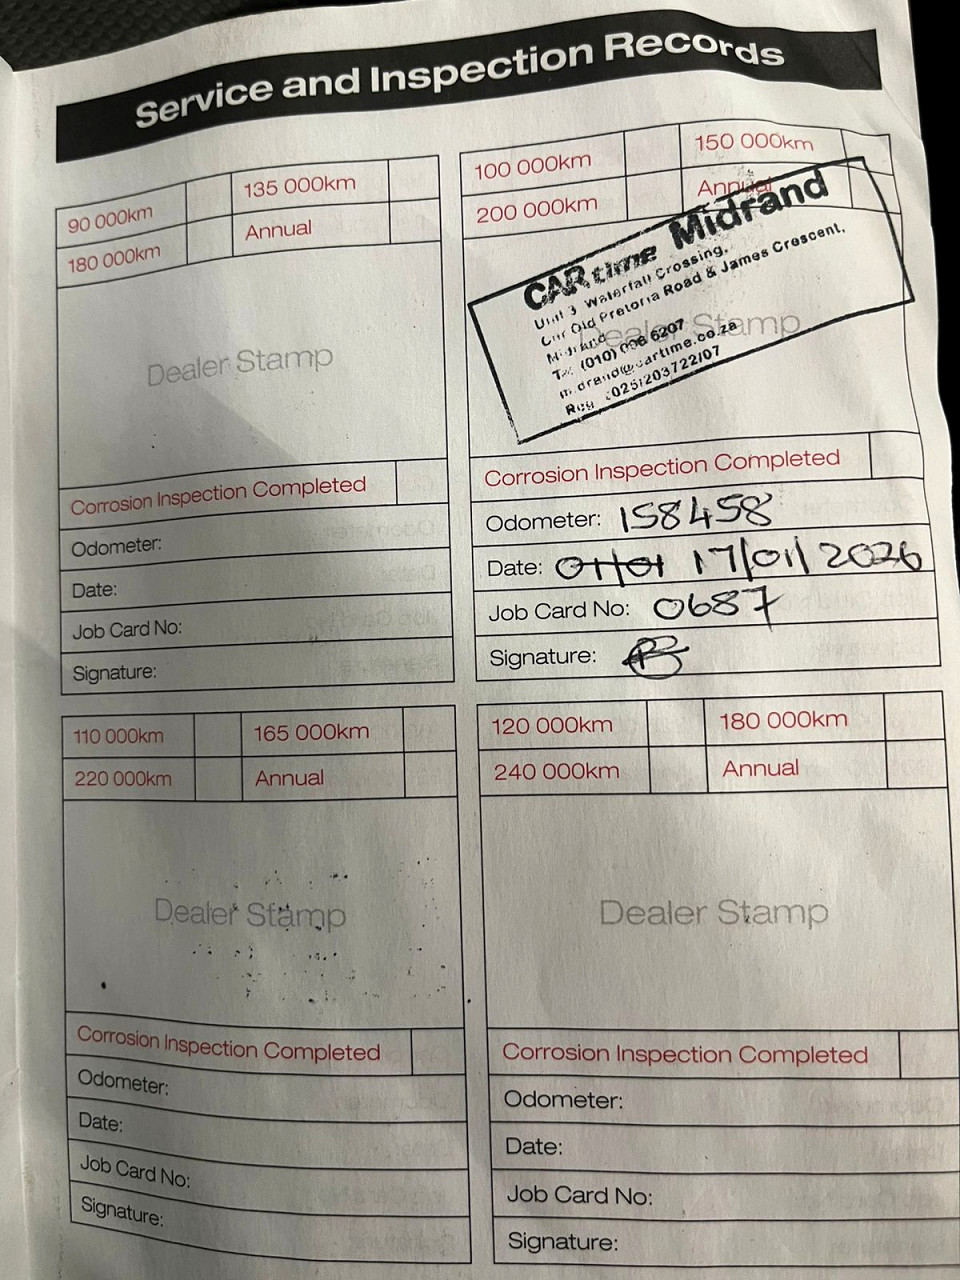 Service and Inspection Records
90 000km 135 000km
180 000km Annual
Dealer Stamp
Corrosion Inspection Completed
Odometer:
Date:
Job Card No:
Signature:
100 000km 150 000km
200 000km Annual
Dealer Stamp
CARtime Midrand
Unit 3 Waterfall Crossing,
Cnr Old Pretoria Road & James Crescent,
Midrand
(010) 006 6207
midrand@cartime.co.za
Reg 2025/203722/07
Corrosion Inspection Completed
Odometer: 158458
Date: 01/01 17/01/2026
Job Card No: 0687
Signature:
110 000km 165 000km
220 000km Annual
Dealer Stamp
Corrosion Inspection Completed
Odometer:
Date:
Job Card No:
Signature:
120 000km 180 000km
240 000km Annual
Dealer Stamp
Corrosion Inspection Completed
Odometer:
Date:
Job Card No:
Signature: